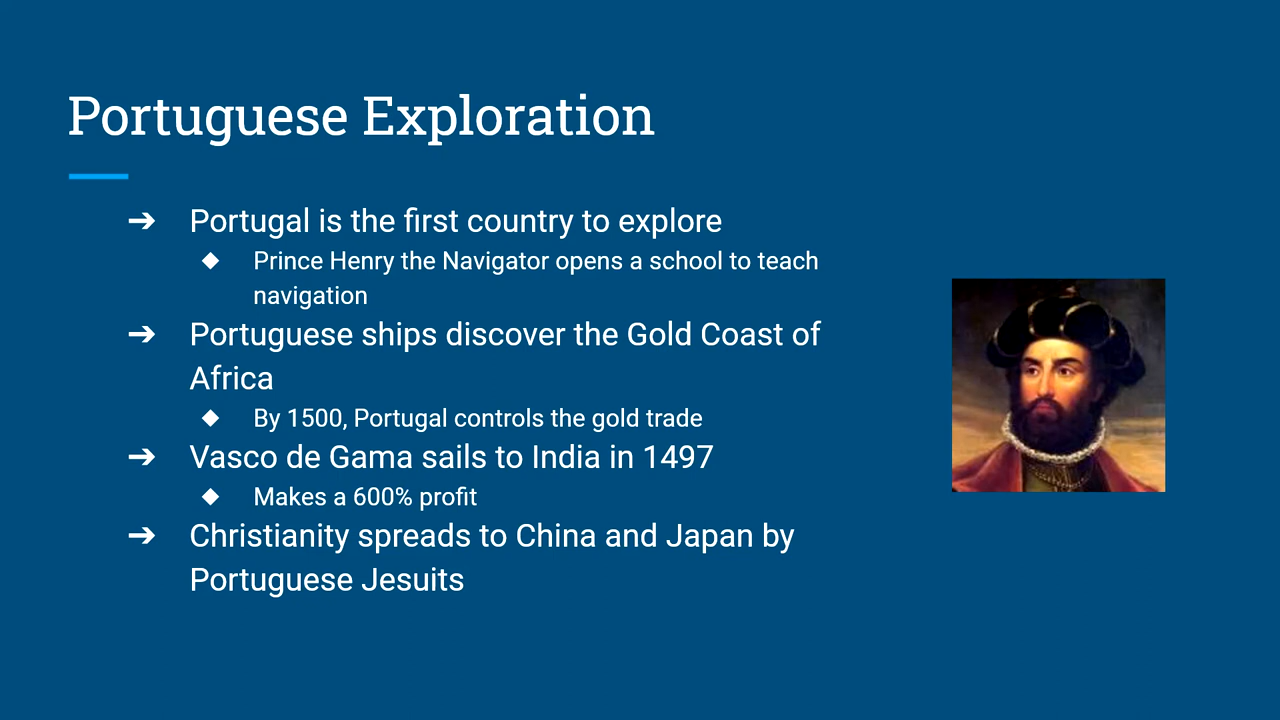 Portuguese Exploration
➔ Portugal is the first country to explore
◆ Prince Henry the Navigator opens a school to teach
navigation
➔ Portuguese ships discover the Gold Coast of
Africa
◆ By 1500, Portugal controls the gold trade
➔ Vasco de Gama sails to India in 1497
◆ Makes a 600% profit
➔ Christianity spreads to China and Japan by
Portuguese Jesuits